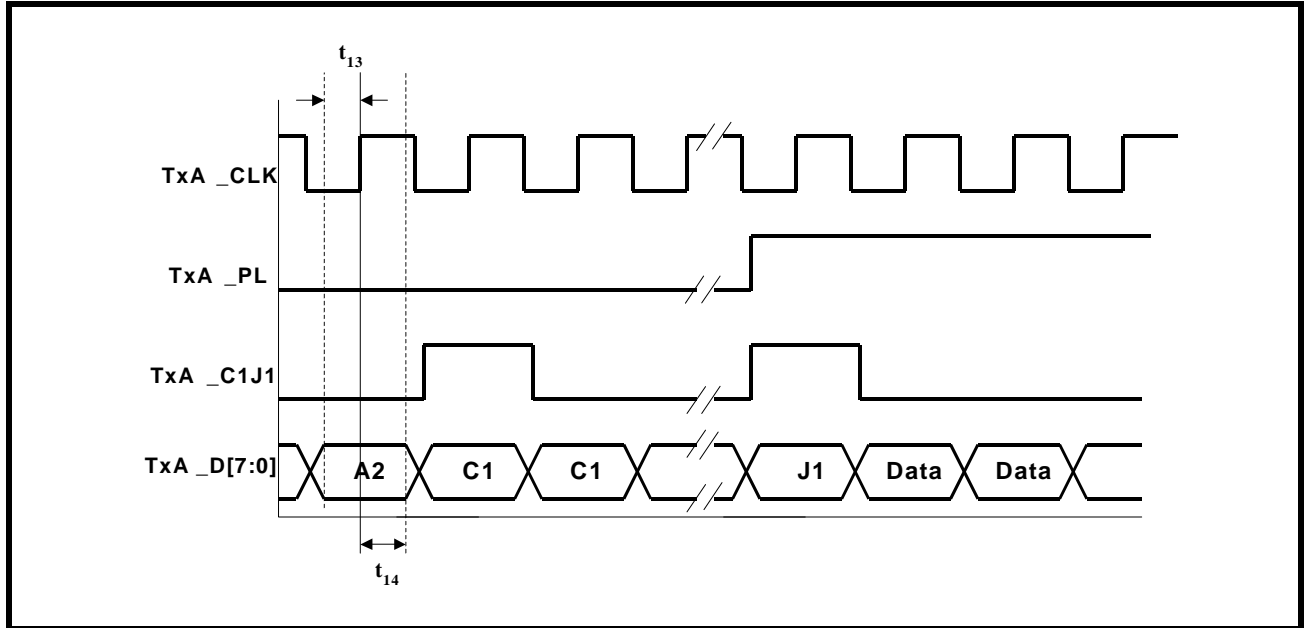 t13
TxA _CLK
TxA _PL
TxA _C1J1
TxA _D[7:0] A2 C1 C1 J1 Data Data
t14